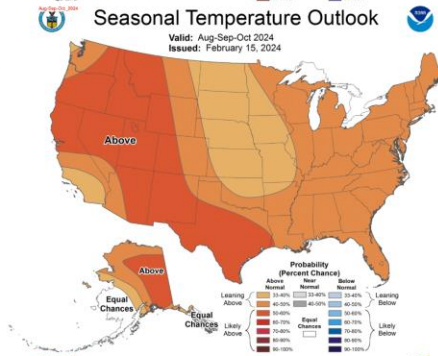 Aug-Sep-Oct, 2024
Seasonal Temperature Outlook
Valid: Aug-Sep-Oct 2024
Issued: February 15, 2024
Above
Above
Equal
Chances
Equal
Chances
Probability
(Percent Chance)
Above
Normal
Near
Normal
Below
Normal
Leaning
Above
33-40%
40-50%
33-40%
40-50%
33-40%
40-50%
Leaning
Below
Likely
Above
50-60%
60-70%
70-80%
80-90%
90-100%
Equal
Chances
50-60%
60-70%
70-80%
80-90%
90-100%
Likely
Below